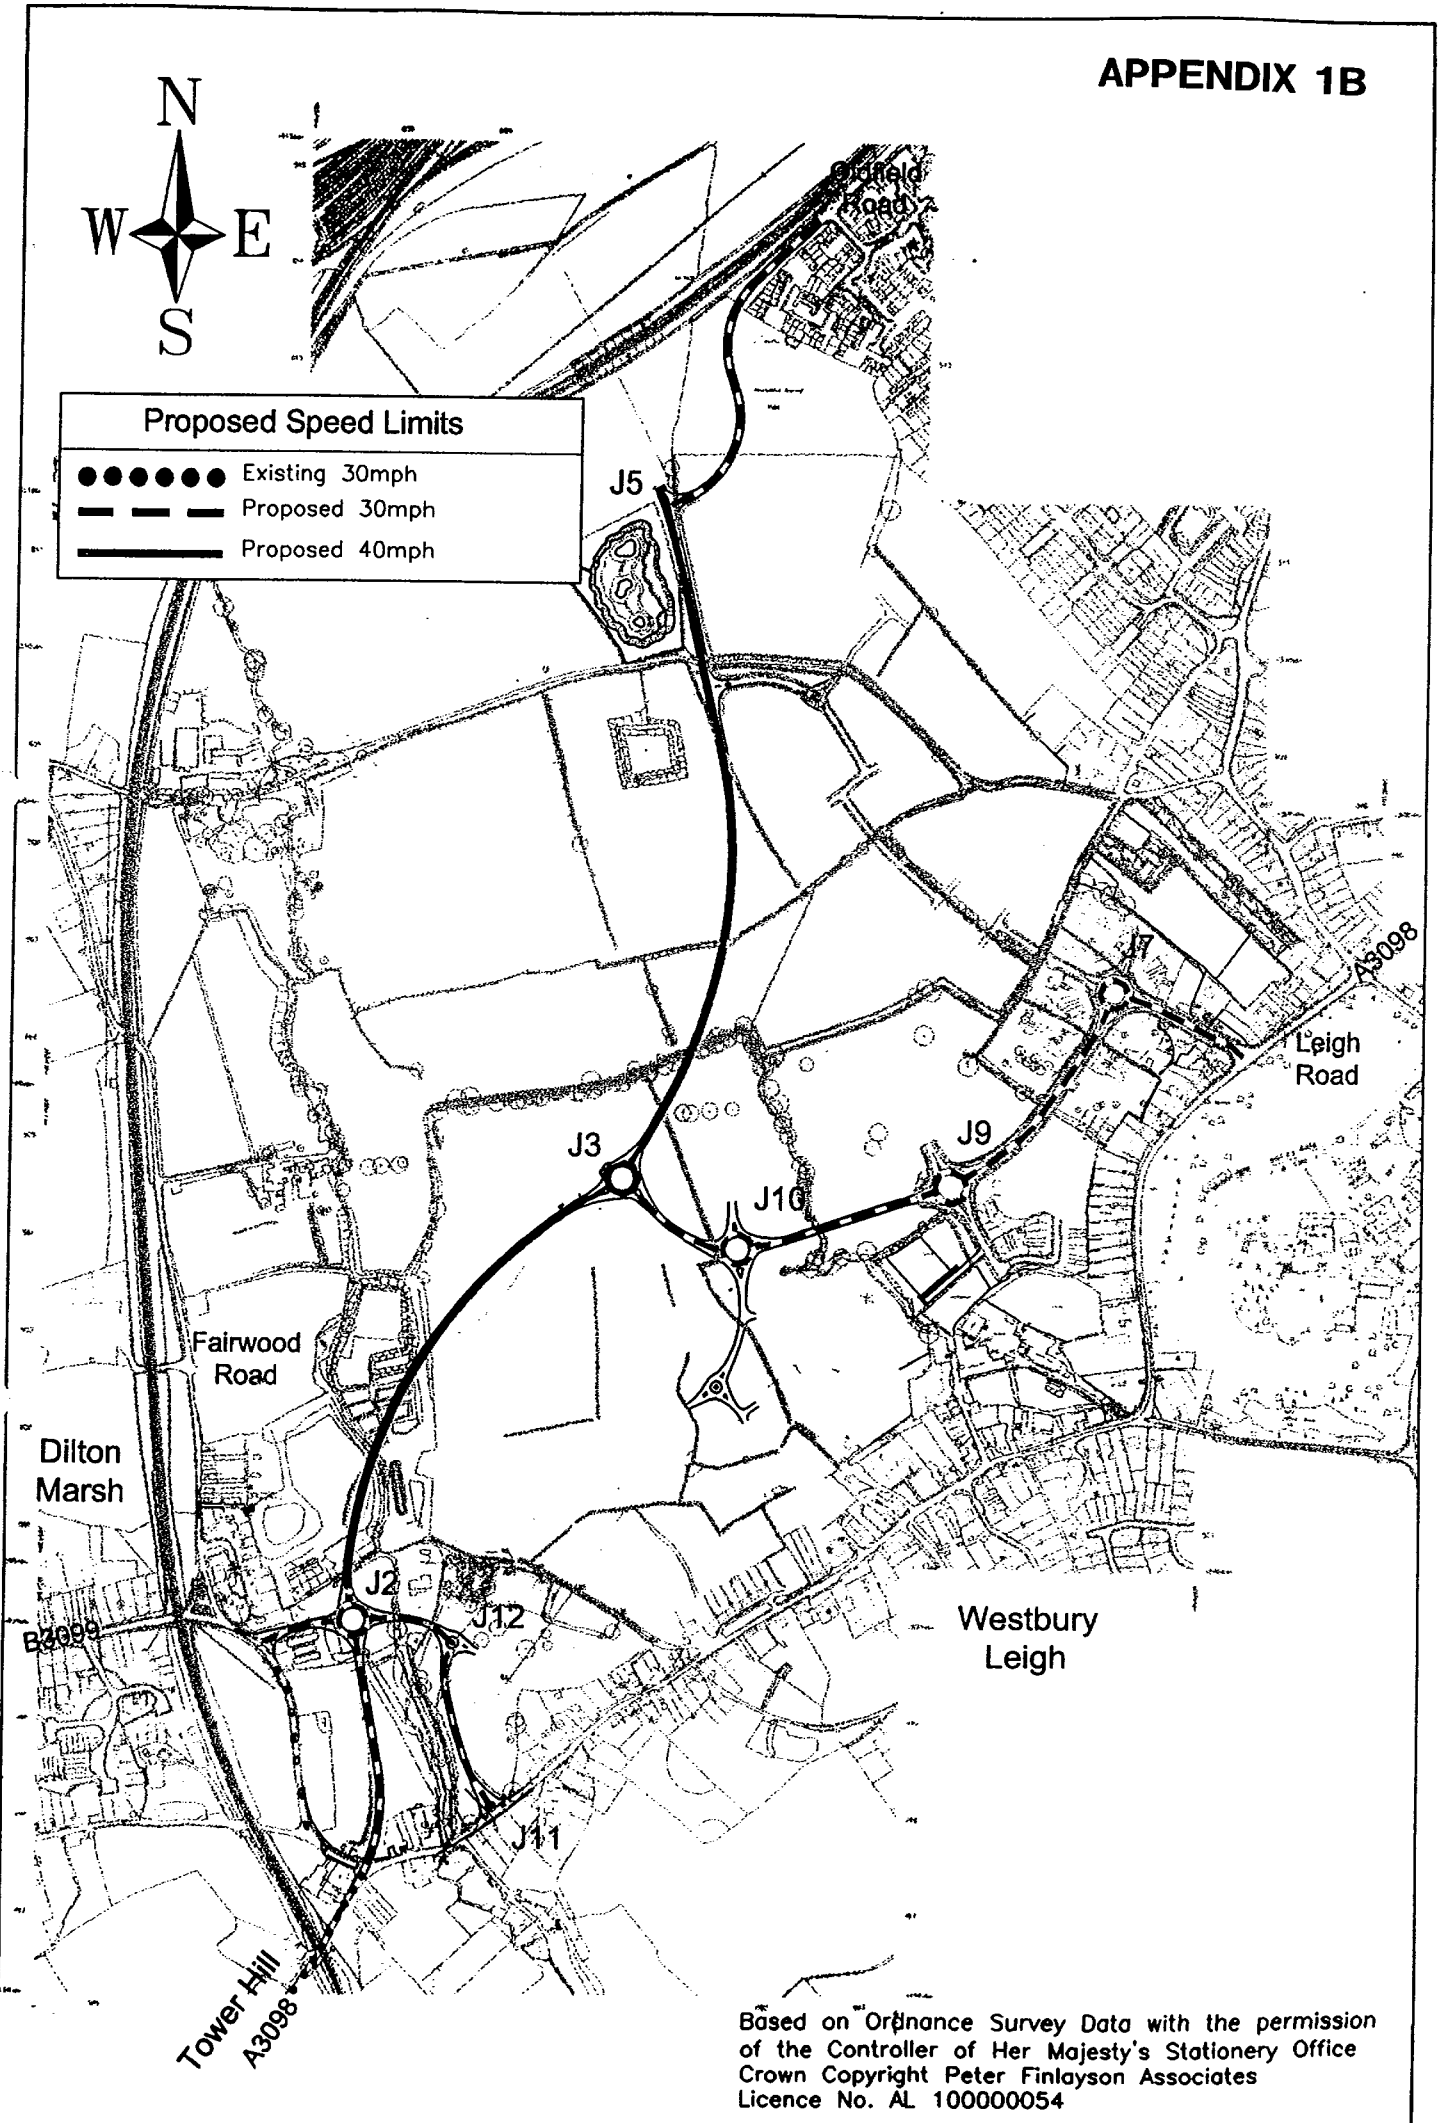 APPENDIX 1B
N
W E
S
Oldfield
Road
Proposed Speed Limits
Existing 30mph
Proposed 30mph
Proposed 40mph
J5
J7
A3098
Leigh
Road
J9
J3
J10
Fairwood
Road
Dilton
Marsh
J2
J12
B3099
Westbury
Leigh
J11
Tower Hill
A3098
Based on Ordnance Survey Data with the permission
of the Controller of Her Majesty's Stationery Office
Crown Copyright Peter Finlayson Associates
Licence No. AL 100000054